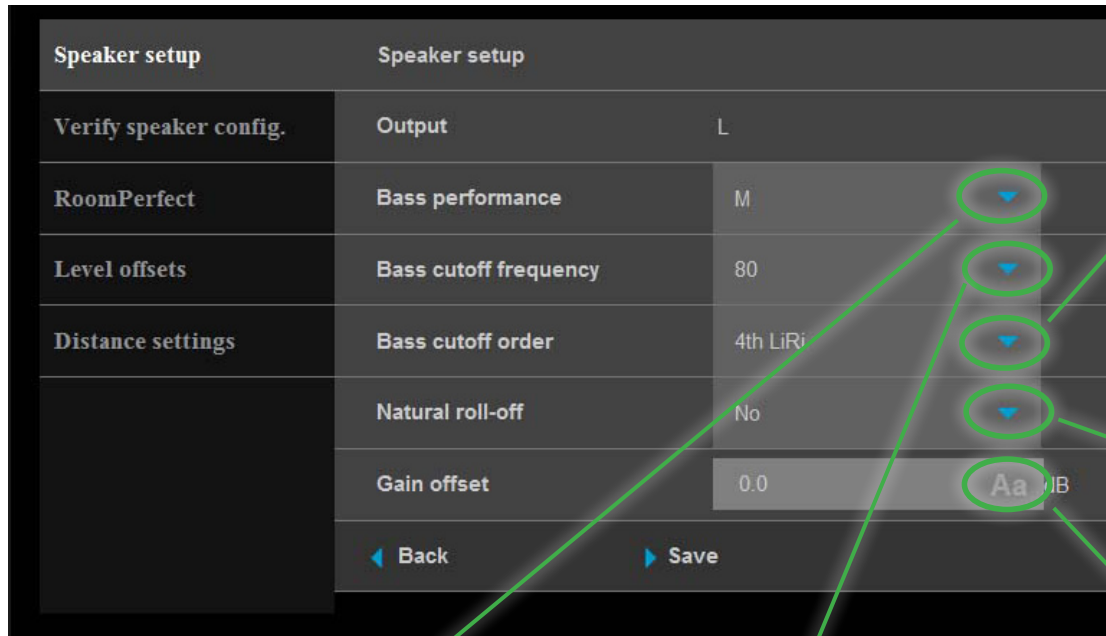 Speaker setup
Speaker setup
Verify speaker config.
Output
L
RoomPerfect
Bass performance
M
Level offsets
Bass cutoff frequency
80
Distance settings
Bass cutoff order
4th LiRi
Natural roll-off
No
Gain offset
0.0
Aa
dB
Back
Save